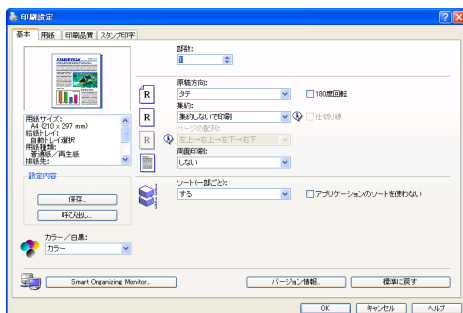 印刷設定
基本 用紙 印刷品質 スタンプ印字
部数:
1
原稿方向:
タテ
180度回転
集約:
集約しないで印刷
仕切り線
ページの配列:
左上→右上→左下→右下
両面印刷:
しない
ソート(一部ごと):
する
アプリケーションのソートを使わない
用紙サイズ:
A4 (210 x 297 mm)
給紙トレイ:
自動トレイ選択
用紙種類:
普通紙/再生紙
排紙先:
設定内容
保存...
呼び出し...
カラー/白黒:
カラー
Smart Organizing Monitor...
バージョン情報...
標準に戻す
OK キャンセル ヘルプ